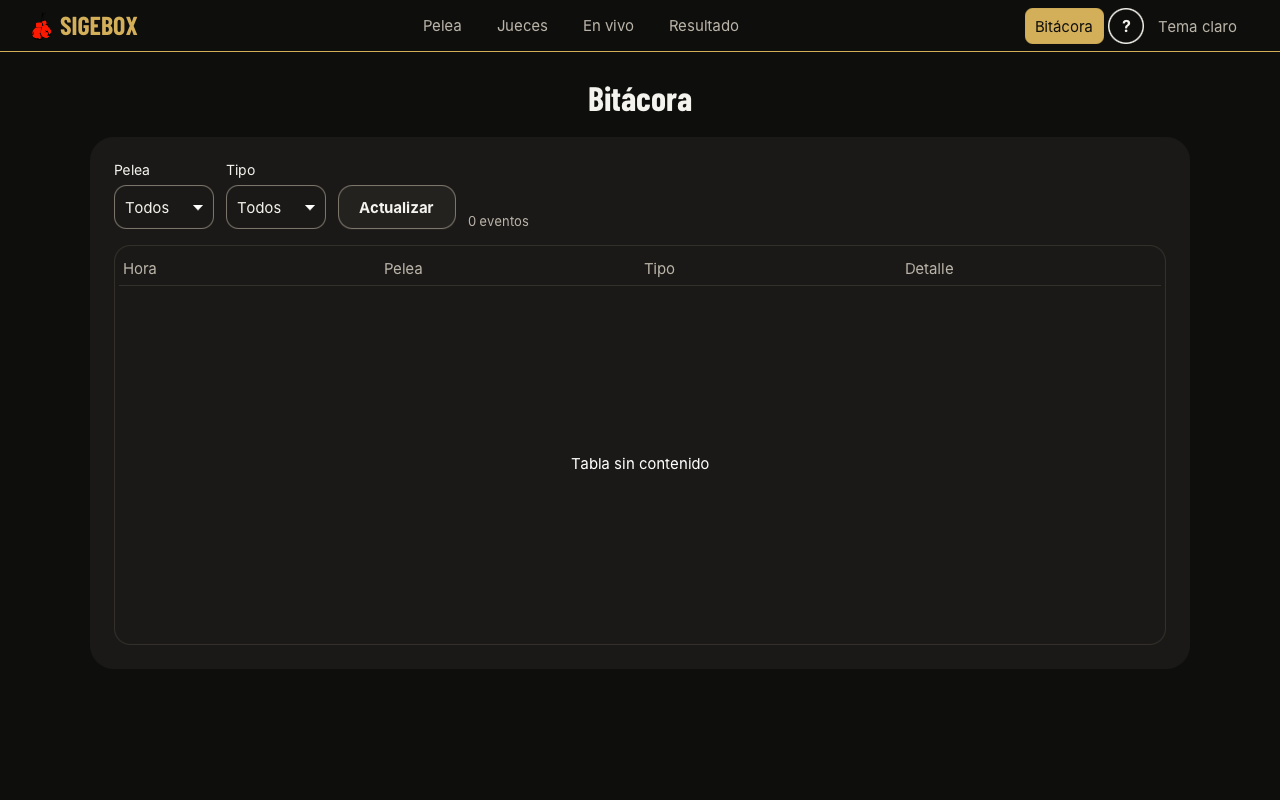 SIGEBOX
Pelea Jueces En vivo Resultado
Bitácora ? Tema claro
Bitácora
Pelea Tipo
Todos Todos Actualizar 0 eventos
Hora Pelea Tipo Detalle
Tabla sin contenido